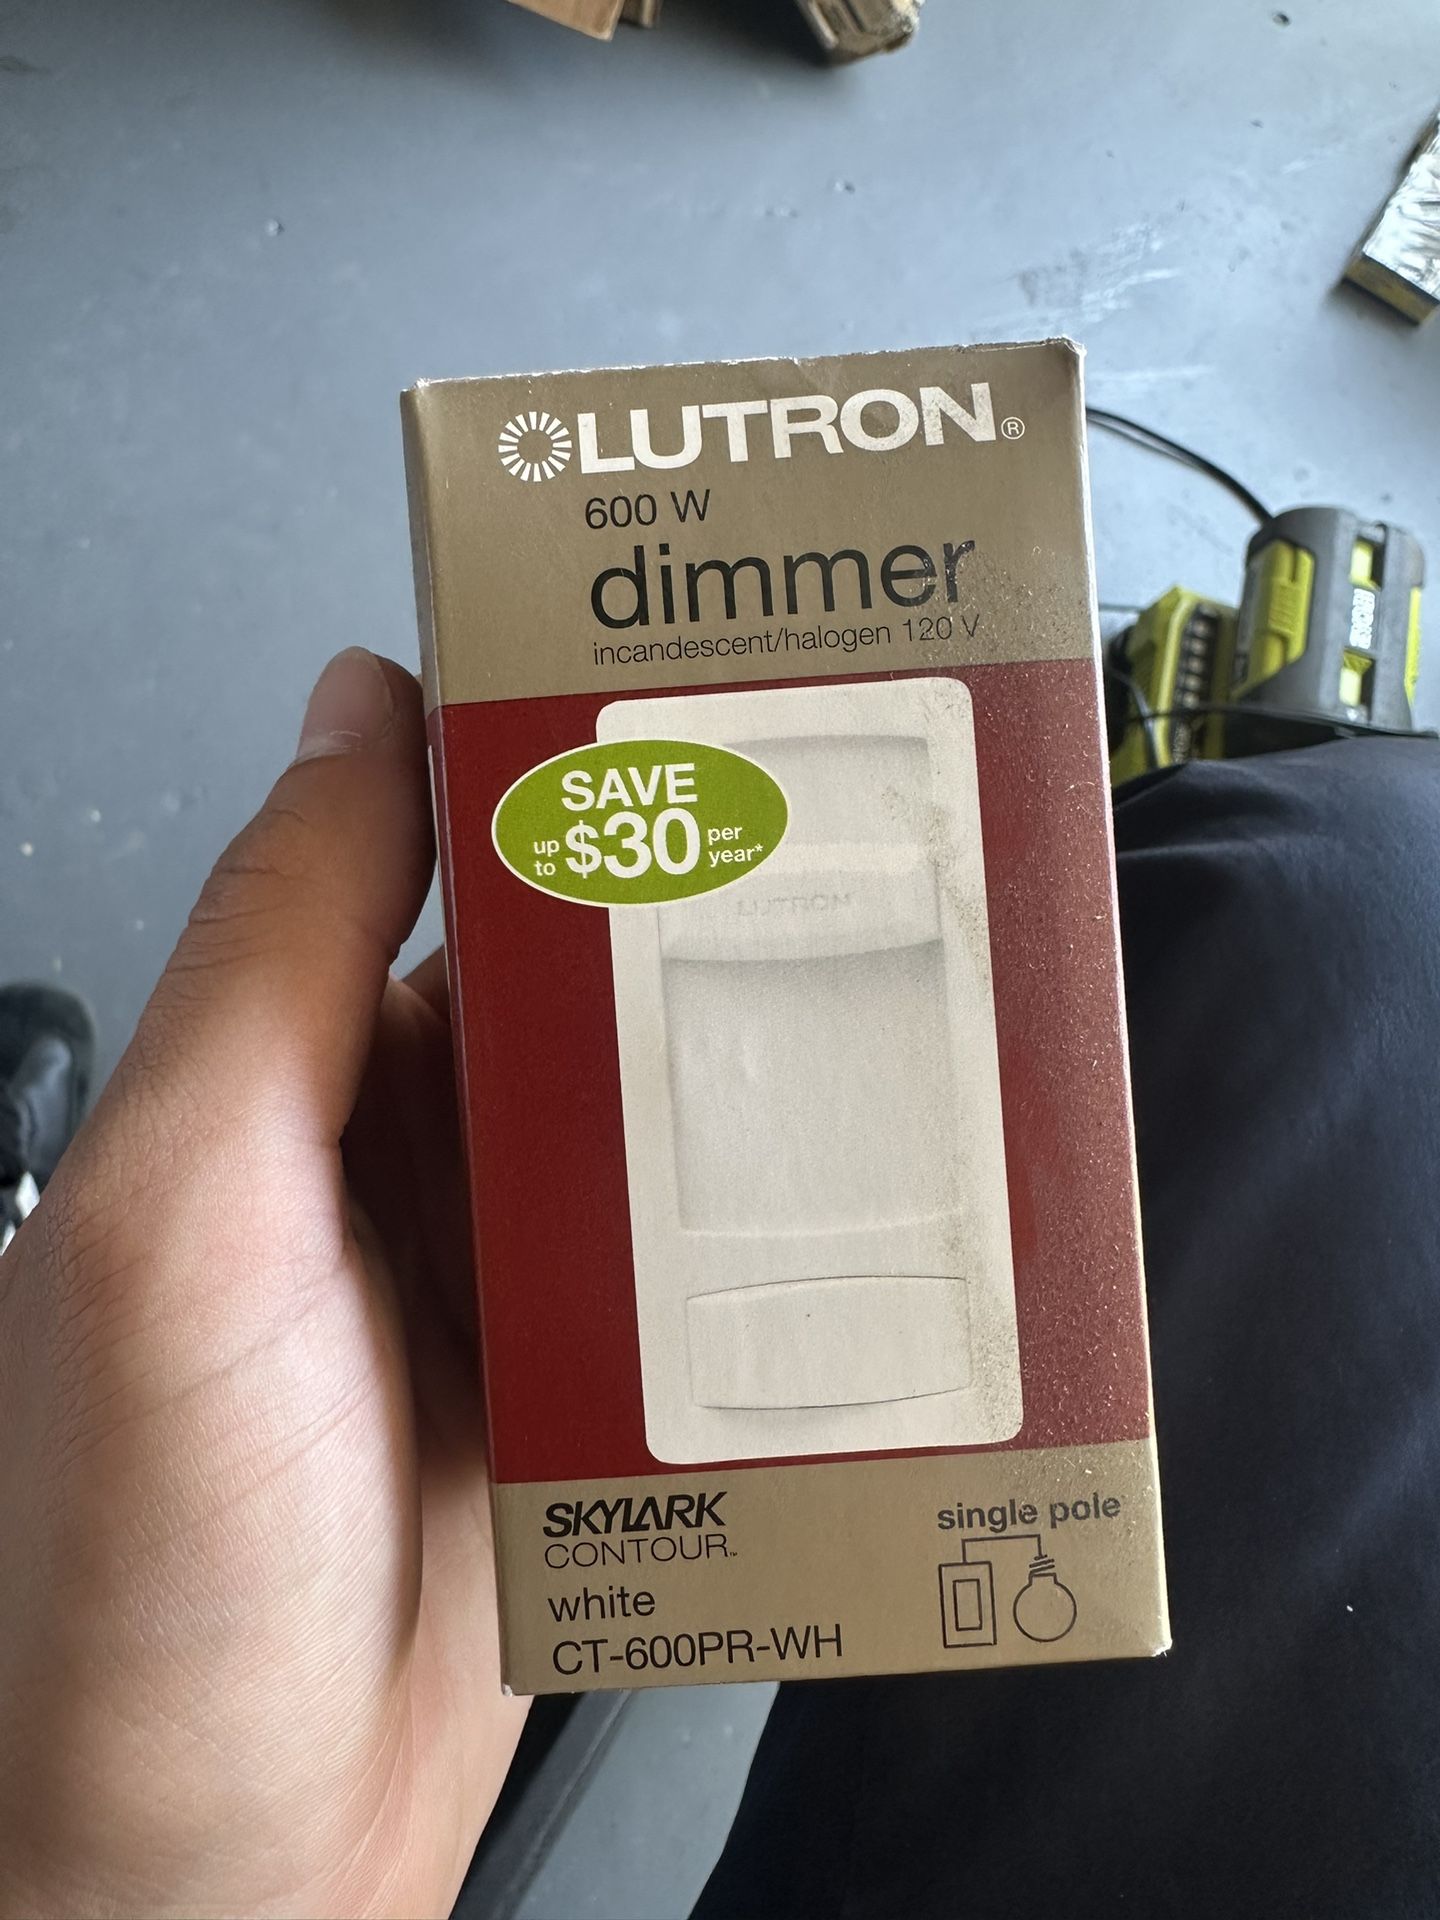 LUTRON®
600 W
dimmer
incandescent/halogen 120 V
SAVE
up to $30 per year*
LUTRON
SKYLARK
CONTOUR™
white
CT-600PR-WH
single pole